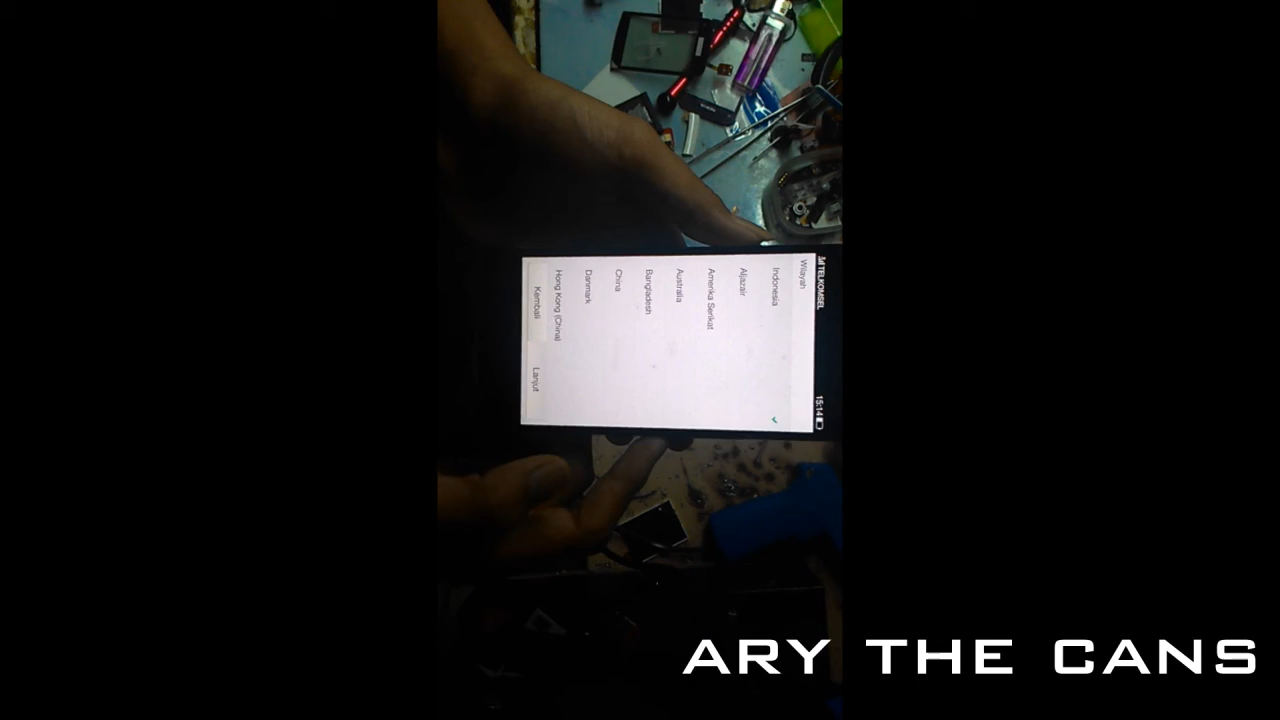 TELKOMSEL 15:14
Wilayah
Indonesia
Aljazair
Amerika Serikat
Australia
Bangladesh
China
Danmark
Hong Kong (China)
Kembali Lanjut
ARY THE CANS